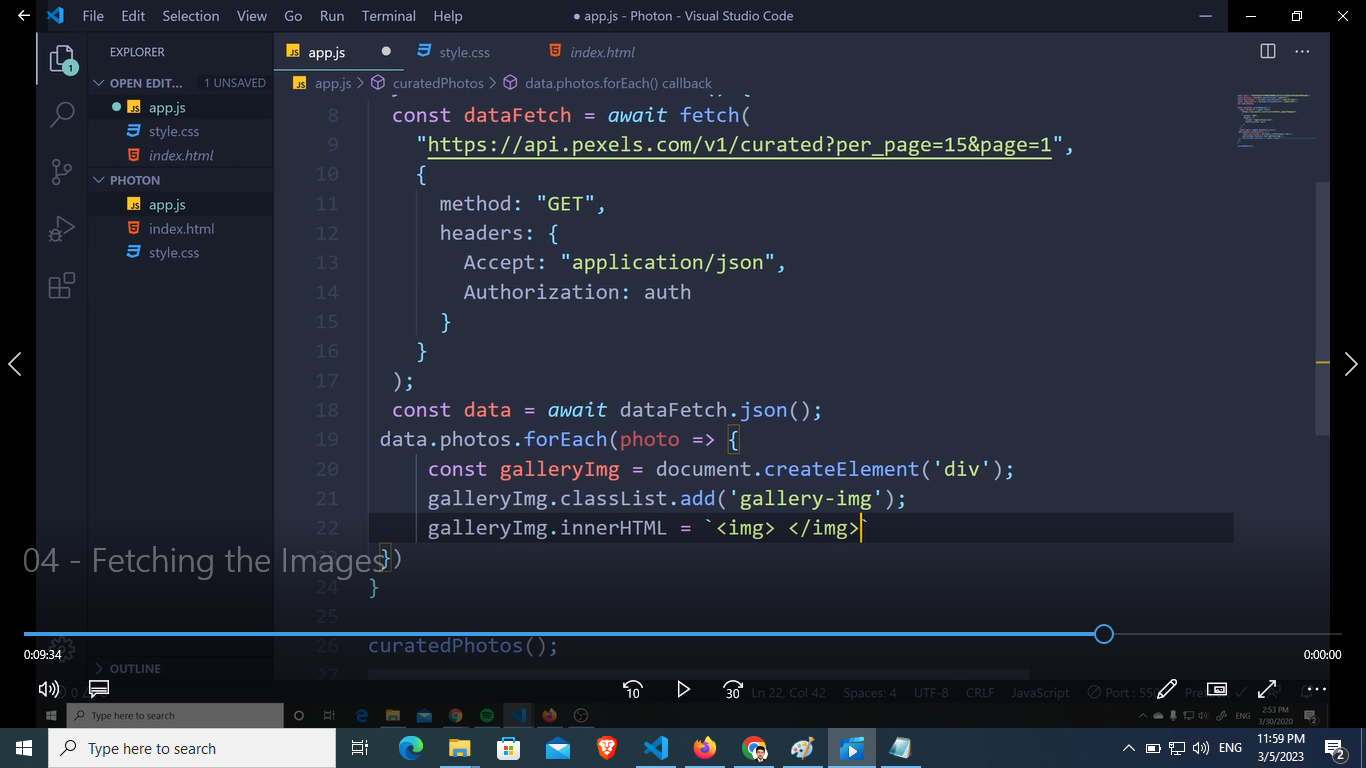 File Edit Selection View Go Run Terminal Help
● app.js - Photon - Visual Studio Code
EXPLORER
OPEN EDIT... 1 UNSAVED
app.js
style.css
index.html
PHOTON
app.js
index.html
style.css
OUTLINE
1
app.js
style.css
index.html
app.js > curatedPhotos > data.photos.forEach() callback
8 const dataFetch = await fetch(
9 "https://api.pexels.com/v1/curated?per_page=15&page=1",
10 {
11 method: "GET",
12 headers: {
13 Accept: "application/json",
14 Authorization: auth
15 }
16 }
17 );
18 const data = await dataFetch.json();
19 data.photos.forEach(photo => {
20 const galleryImg = document.createElement('div');
21 galleryImg.classList.add('gallery-img');
22 galleryImg.innerHTML = `<img> </img>`
23 })
24 }
25
26 curatedPhotos();
27
04 - Fetching the Images
0:09:34
0:00:00
10
30
Ln 22, Col 42 Spaces: 4 UTF-8 CRLF JavaScript
Type here to search
ENG
2:53 PM
3/30/2020
2
Type here to search
ENG
11:59 PM
3/5/2023
2